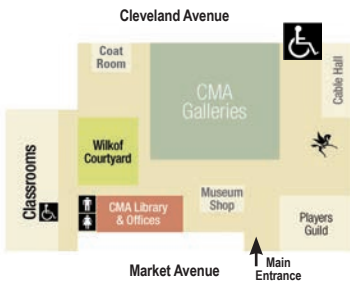 Cleveland Avenue
Coat
Room
CMA
Galleries
Cable Hall
Wilkof
Courtyard
Classrooms
CMA Library
& Offices
Museum
Shop
Players
Guild
Market Avenue
Main
Entrance